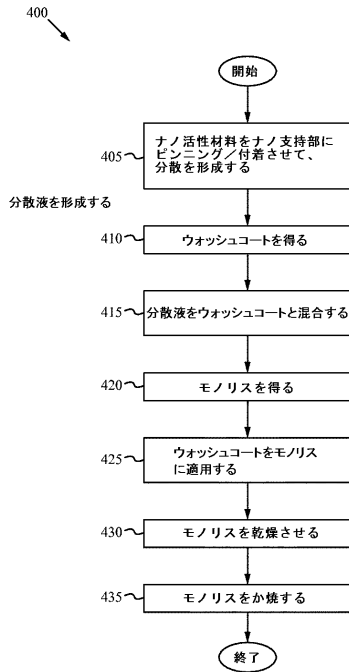 400
開始
405
ナノ活性材料をナノ支持部に
ピンニング／付着させて、
分散を形成する
分散液を形成する
410
ウォッシュコートを得る
415
分散液をウォッシュコートと混合する
420
モノリスを得る
425
ウォッシュコートをモノリス
に適用する
430
モノリスを乾燥させる
435
モノリスをか焼する
終了